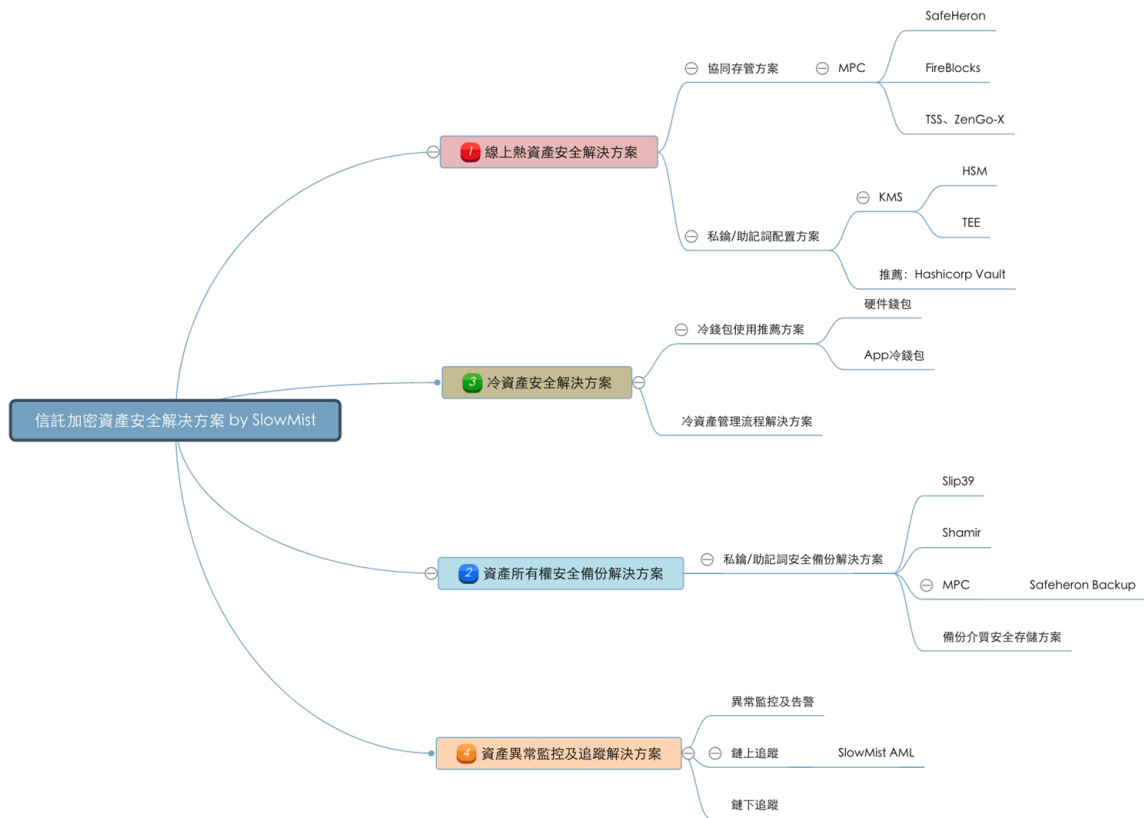 信託加密資產安全解决方案 by SlowMist
1 線上熱資產安全解決方案
協同存管方案
MPC
SafeHeron
FireBlocks
TSS、ZenGo-X
私鑰/助記詞配置方案
KMS
HSM
TEE
推薦：Hashicorp Vault
3 冷資產安全解決方案
冷錢包使用推薦方案
硬件錢包
App冷錢包
冷資產管理流程解決方案
2 資產所有權安全備份解決方案
私鑰/助記詞安全備份解決方案
Slip39
Shamir
MPC
Safeheron Backup
備份介質安全存儲方案
4 資產異常監控及追蹤解決方案
異常監控及告警
鏈上追蹤
SlowMist AML
鏈下追蹤